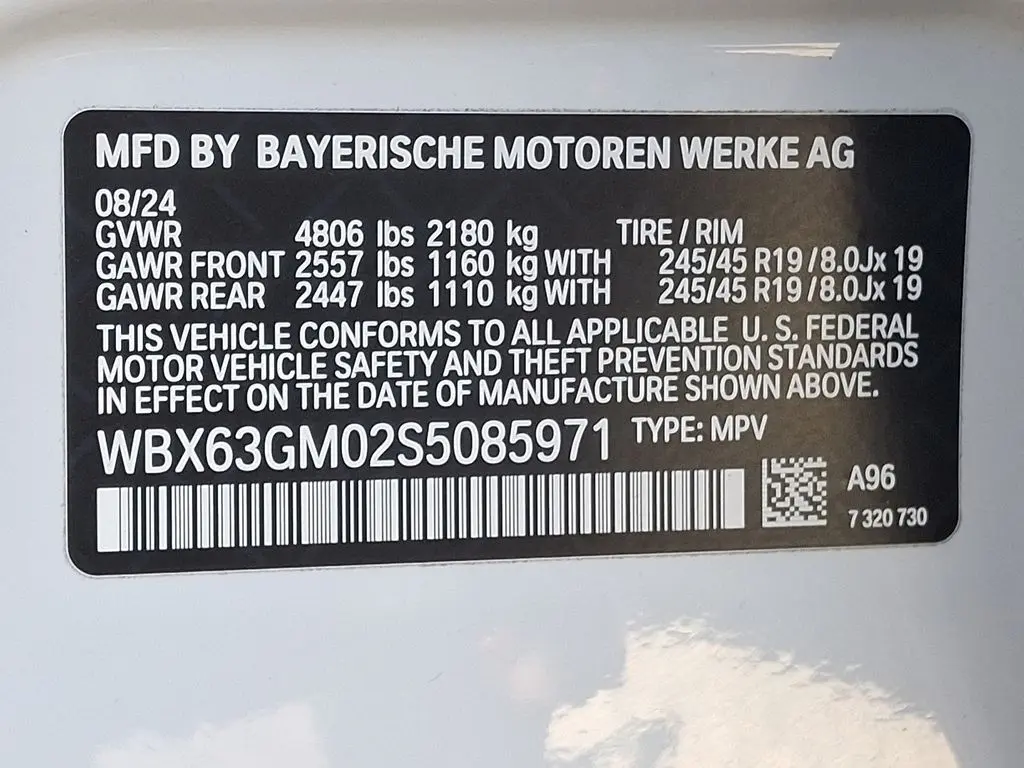 MFD BY BAYERISCHE MOTOREN WERKE AG
08/24
GVWR 4806 lbs 2180 kg TIRE / RIM
GAWR FRONT 2557 lbs 1160 kg WITH 245/45 R19 / 8.0Jx 19
GAWR REAR 2447 lbs 1110 kg WITH 245/45 R19 / 8.0Jx 19
THIS VEHICLE CONFORMS TO ALL APPLICABLE U. S. FEDERAL
MOTOR VEHICLE SAFETY AND THEFT PREVENTION STANDARDS
IN EFFECT ON THE DATE OF MANUFACTURE SHOWN ABOVE.
WBX63GM02S5085971 TYPE: MPV
A96
7 320 730